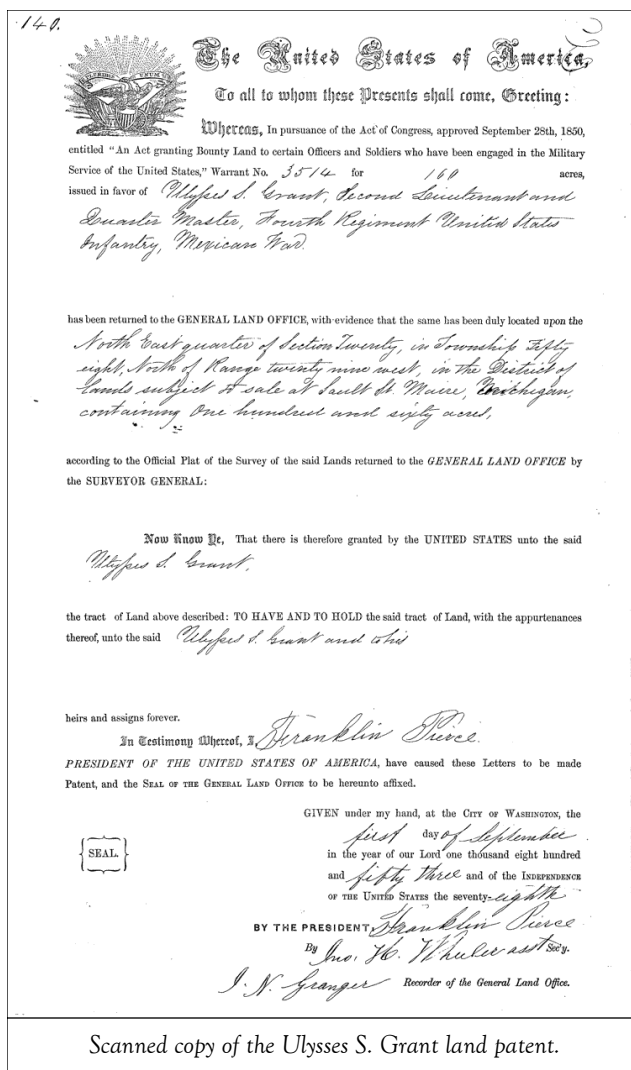 140.
The United States of America,
To all to whom these Presents shall come, Greeting:
Whereas, In pursuance of the Act of Congress, approved September 28th, 1850,
entitled "An Act granting Bounty Land to certain Officers and Soldiers who have been engaged in the Military
Service of the United States," Warrant No. 3514 for 160 acres,
issued in favor of Ulysses S. Grant, Second Lieutenant and
Quarter Master, Fourth Regiment United States
Infantry, Mexican War.
has been returned to the GENERAL LAND OFFICE, with evidence that the same has been duly located upon the
North East quarter of Section Twenty, in Township Fifty
eight, North of Range twenty nine west, in the District of
Lands subject to sale at Sault St. Maire, Michigan,
containing One hundred and sixty acres,
according to the Official Plat of the Survey of the said Lands returned to the GENERAL LAND OFFICE by
the SURVEYOR GENERAL:
Now Know Ye, That there is therefore granted by the UNITED STATES unto the said
Ulysses S. Grant,
the tract of Land above described: TO HAVE AND TO HOLD the said tract of Land, with the appurtenances
thereof, unto the said Ulysses S. Grant and to his
heirs and assigns forever.
In Testimony Whereof, I, Franklin Pierce
PRESIDENT OF THE UNITED STATES OF AMERICA, have caused these Letters to be made
Patent, and the SEAL OF THE GENERAL LAND OFFICE to be hereunto affixed.
GIVEN under my hand, at the CITY OF WASHINGTON, the
first day of September
in the year of our Lord one thousand eight hundred
and fifty three and of the INDEPENDENCE
OF THE UNITED STATES the seventy-eighth
SEAL.
BY THE PRESIDENT, Franklin Pierce
By Jno. H. Wheeler asst Sec'y.
J. N. Granger Recorder of the General Land Office.
Scanned copy of the Ulysses S. Grant land patent.